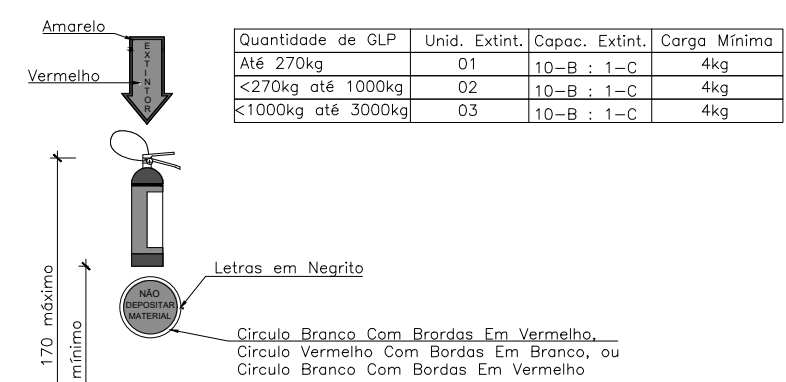 Amarelo
EXTINTOR
Vermelho
Quantidade de GLP Unid. Extint. Capac. Extint. Carga Mínima
Até 270kg 01 10-B : 1-C 4kg
<270kg até 1000kg 02 10-B : 1-C 4kg
<1000kg até 3000kg 03 10-B : 1-C 4kg
170 máximo
mínimo
NÃO
DEPOSITAR
MATERIAL
Letras em Negrito
Circulo Branco Com Brordas Em Vermelho,
Circulo Vermelho Com Bordas Em Branco, ou
Circulo Branco Com Bordas Em Vermelho